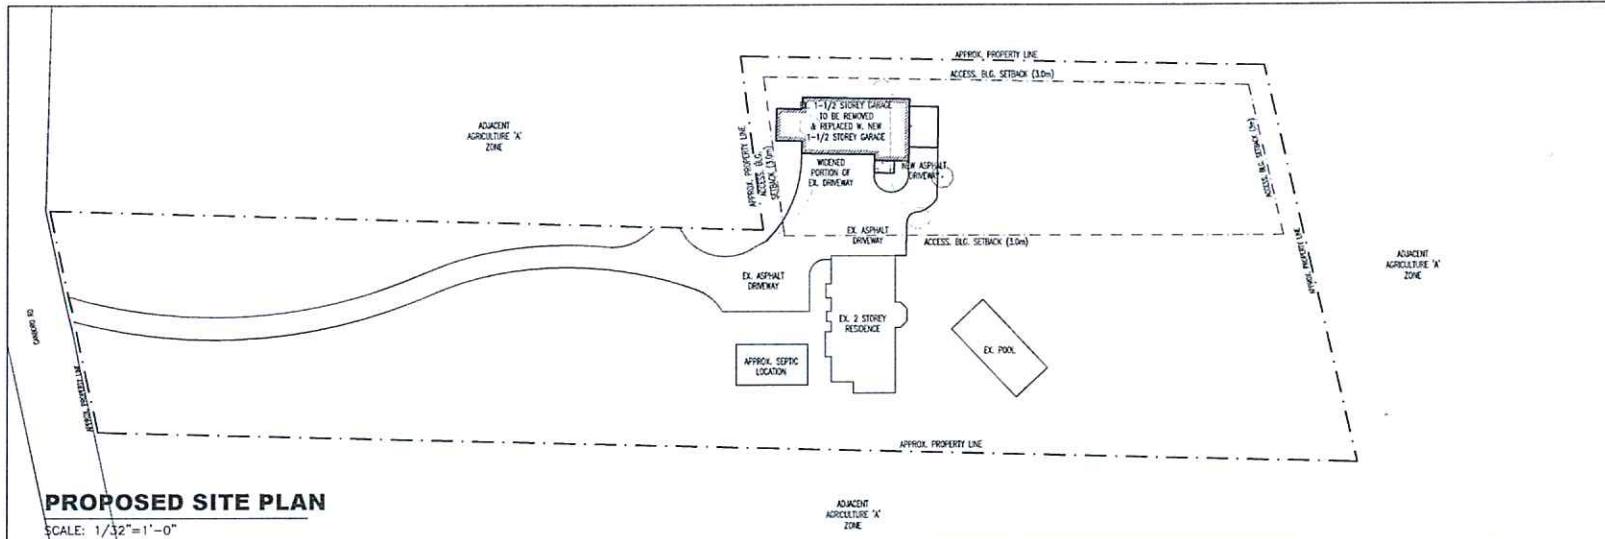 APPROX. PROPERTY LINE
ACCESS. BLG. SETBACK (3.0m)
EX. 1-1/2 STOREY GARAGE
TO BE REMOVED
& REPLACED W. NEW
1-1/2 STOREY GARAGE
ADJACENT
AGRICULTURE 'A'
ZONE
APPROX. PROPERTY LINE
ACCESS. BLG.
SETBACK (3.0m)
WIDENED
PORTION OF
EX. DRIVEWAY
NEW ASPHALT
DRIVEWAY
ACCESS. BLG. SETBACK (3m)
EX. ASPHALT
DRIVEWAY
ACCESS. BLG. SETBACK (3.0m)
APPROX. PROPERTY LINE
ADJACENT
AGRICULTURE 'A'
ZONE
EX. ASPHALT
DRIVEWAY
EX. 2 STOREY
RESIDENCE
EX. POOL
APPROX. SEPTIC
LOCATION
RD
APPROX. PROPERTY LINE
APPROX. PROPERTY LINE
PROPOSED SITE PLAN
SCALE: 1/32"=1'-0"
ADJACENT
AGRICULTURE 'A'
ZONE